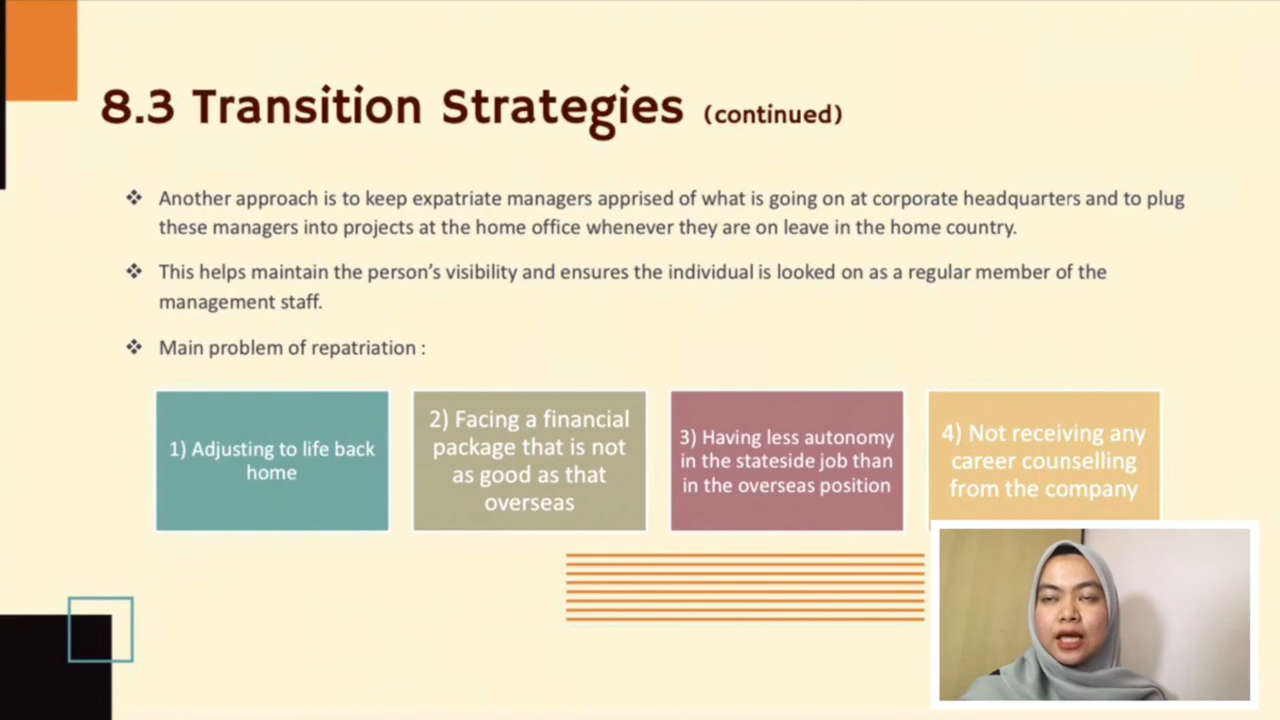 8.3 Transition Strategies (continued)
❖ Another approach is to keep expatriate managers apprised of what is going on at corporate headquarters and to plug
these managers into projects at the home office whenever they are on leave in the home country.
❖ This helps maintain the person's visibility and ensures the individual is looked on as a regular member of the
management staff.
❖ Main problem of repatriation :
1) Adjusting to life back
home
2) Facing a financial
package that is not
as good as that
overseas
3) Having less autonomy
in the stateside job than
in the overseas position
4) Not receiving any
career counselling
from the company